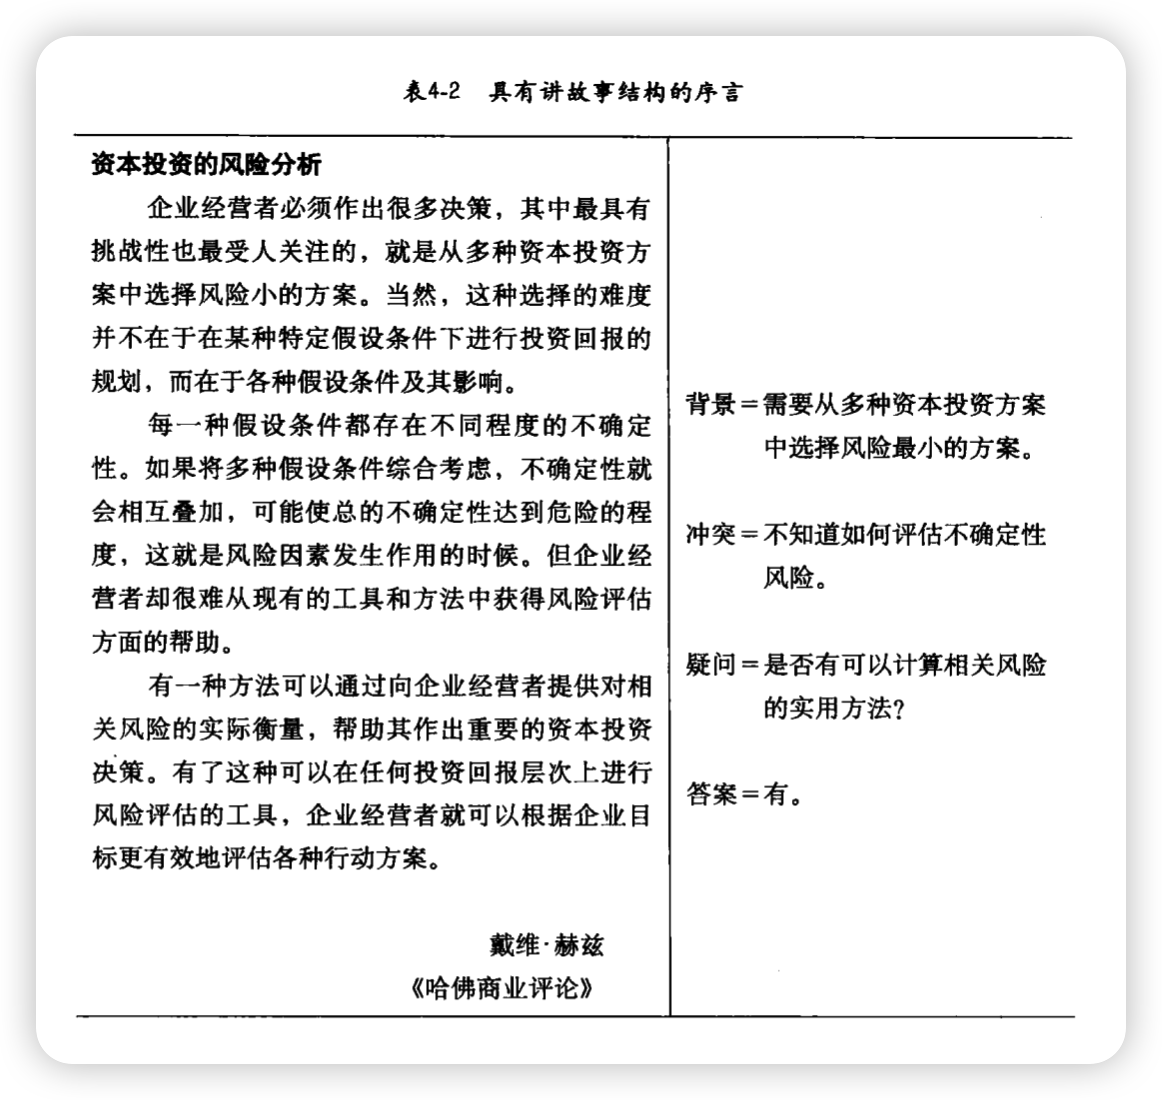 表4-2 具有讲故事结构的序言
资本投资的风险分析
企业经营者必须作出很多决策，其中最具有
挑战性也最受人关注的，就是从多种资本投资方
案中选择风险小的方案。当然，这种选择的难度
并不在于在某种特定假设条件下进行投资回报的
规划，而在于各种假设条件及其影响。
每一种假设条件都存在不同程度的不确定
性。如果将多种假设条件综合考虑，不确定性就
会相互叠加，可能使总的不确定性达到危险的程
度，这就是风险因素发生作用的时候。但企业经
营者却很难从现有的工具和方法中获得风险评估
方面的帮助。
有一种方法可以通过向企业经营者提供对相
关风险的实际衡量，帮助其作出重要的资本投资
决策。有了这种可以在任何投资回报层次上进行
风险评估的工具，企业经营者就可以根据企业目
标更有效地评估各种行动方案。
戴维·赫兹
《哈佛商业评论》
背景＝需要从多种资本投资方案
中选择风险最小的方案。
冲突＝不知道如何评估不确定性
风险。
疑问＝是否有可以计算相关风险
的实用方法？
答案＝有。